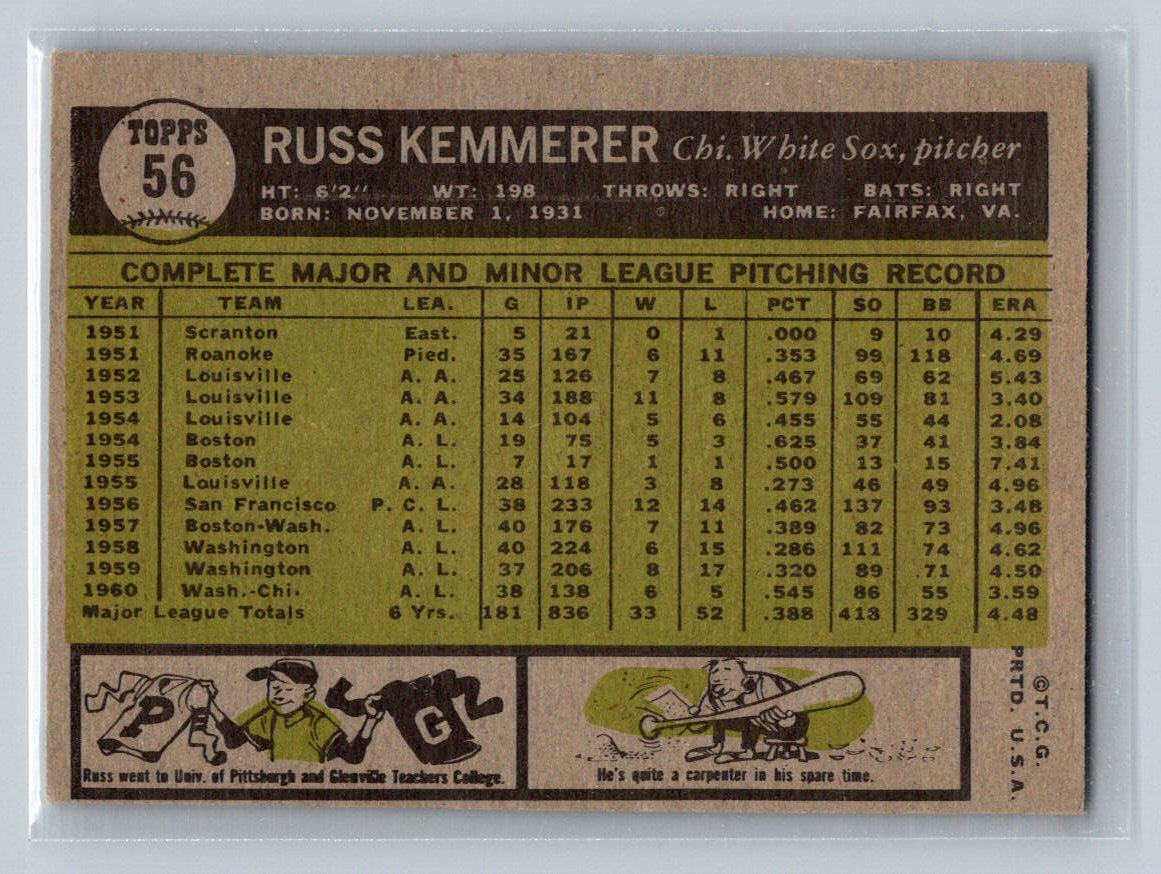 TOPPS
56
RUSS KEMMERER Chi. White Sox, pitcher
HT: 6'2" WT: 198 THROWS: RIGHT BATS: RIGHT
BORN: NOVEMBER 1, 1931 HOME: FAIRFAX, VA.
COMPLETE MAJOR AND MINOR LEAGUE PITCHING RECORD
YEAR TEAM LEA. G IP W L PCT SO BB ERA
1951 Scranton East. 5 21 0 1 .000 9 10 4.29
1951 Roanoke Pied. 35 167 6 11 .353 99 118 4.69
1952 Louisville A. A. 25 126 7 8 .467 69 62 5.43
1953 Louisville A. A. 34 188 11 8 .579 109 81 3.40
1954 Louisville A. A. 14 104 5 6 .455 55 44 2.08
1954 Boston A. L. 19 75 5 3 .625 37 41 3.84
1955 Boston A. L. 7 17 1 1 .500 13 15 7.41
1955 Louisville A. A. 28 118 3 8 .273 46 49 4.96
1956 San Francisco P. C. L. 38 233 12 14 .462 137 93 3.48
1957 Boston-Wash. A. L. 40 176 7 11 .389 82 73 4.96
1958 Washington A. L. 40 224 6 15 .286 111 74 4.62
1959 Washington A. L. 37 206 8 17 .320 89 71 4.50
1960 Wash.-Chi. A. L. 38 138 6 5 .545 86 55 3.59
Major League Totals 6 Yrs. 181 836 33 52 .388 418 329 4.48
P
G
Russ went to Univ. of Pittsburgh and Glenville Teachers College.
He's quite a carpenter in his spare time.
©T.C.G.
PRTD. U.S.A.